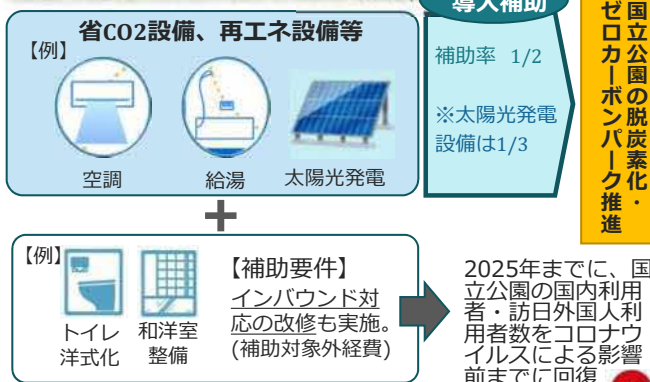 導入補助
省CO2設備、再エネ設備等
【例】
空調
給湯
太陽光発電
補助率 1/2
※太陽光発電
設備は1/3
国立公園の脱炭素化・
ゼロカーボンパーク推進
【例】
トイレ
洋式化
和洋室
整備
【補助要件】
インバウンド対
応の改修も実施。
(補助対象外経費)
2025年までに、国
立公園の国内利用
者・訪日外国人利
用者数をコロナウ
イルスによる影響
前までに回復